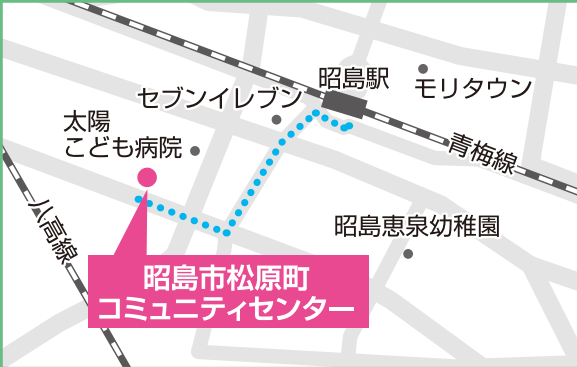 昭島駅
モリタウン
セブンイレブン
太陽
こども病院
青梅線
八高線
昭島恵泉幼稚園
昭島市松原町
コミュニティセンター